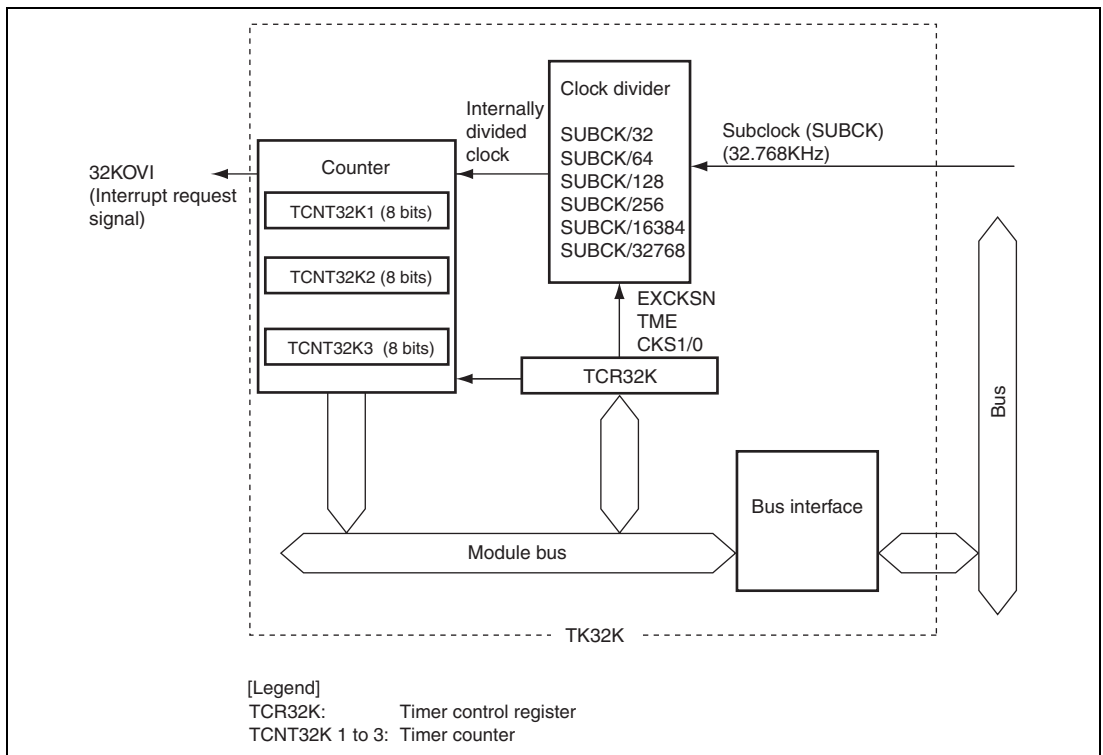 32KOVI
(Interrupt request
signal)
Counter
TCNT32K1 (8 bits)
TCNT32K2 (8 bits)
TCNT32K3 (8 bits)
Internally
divided
clock
Clock divider
SUBCK/32
SUBCK/64
SUBCK/128
SUBCK/256
SUBCK/16384
SUBCK/32768
Subclock (SUBCK)
(32.768KHz)
EXCKSN
TME
CKS1/0
TCR32K
Bus interface
Module bus
Bus
TK32K
[Legend]
TCR32K: Timer control register
TCNT32K 1 to 3: Timer counter